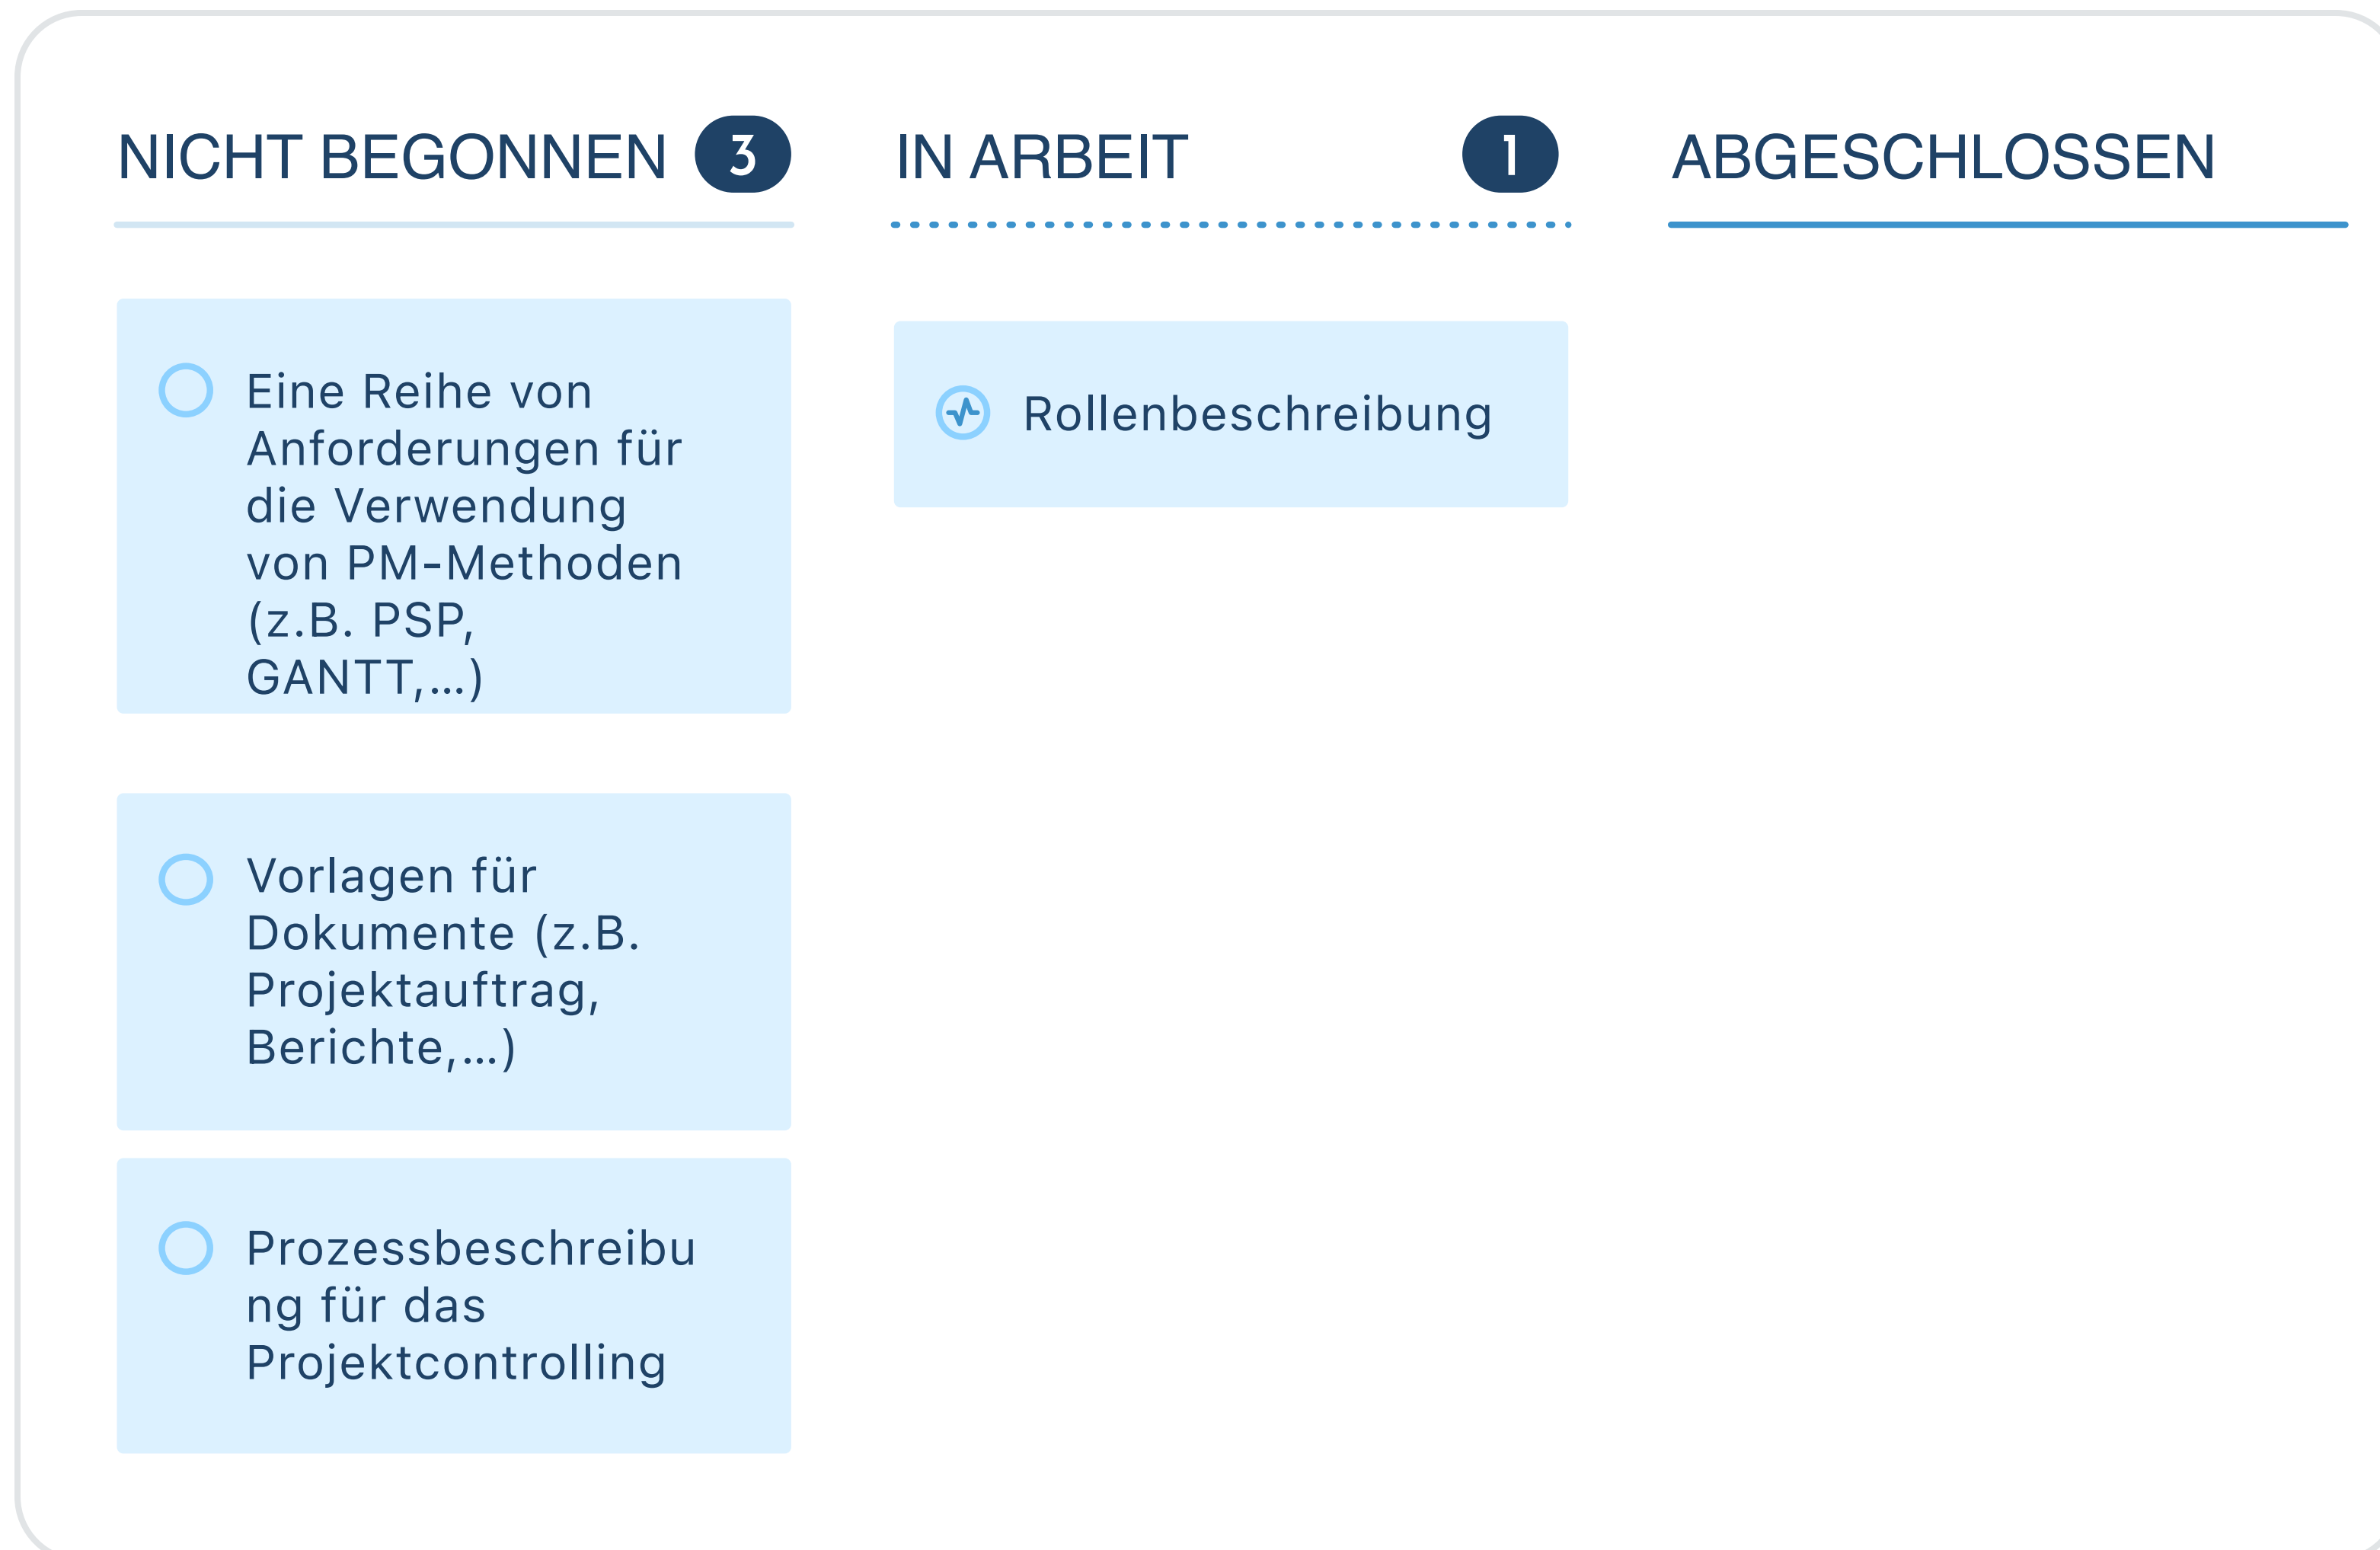 NICHT BEGONNEN 3
Eine Reihe von
Anforderungen für
die Verwendung
von PM-Methoden
(z.B. PSP,
GANTT,...)
Vorlagen für
Dokumente (z.B.
Projektauftrag,
Berichte,...)
Prozessbeschreibu
ng für das
Projektcontrolling
IN ARBEIT 1
Rollenbeschreibung
ABGESCHLOSSEN